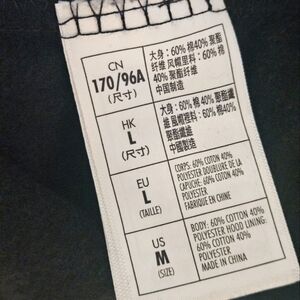 CN
170/96A
(尺寸)
大身：60% 棉40% 聚酯
纤维 风帽里料：60% 棉
40% 聚酯纤维
中国制造
HK
L
(尺寸)
大身：60% 棉 40% 聚酯纖
維 風帽裡料：60% 棉 40%
聚酯纖維
中國製造
EU
L
(TAILLE)
CORPS: 60% COTON 40%
POLYESTER DOUBLURE DE LA
CAPUCHE: 60% COTON 40%
POLYESTER
FABRIQUÉ EN CHINE
US
M
(SIZE)
BODY: 60% COTTON 40%
POLYESTER HOOD LINING:
60% COTTON 40%
POLYESTER
MADE IN CHINA